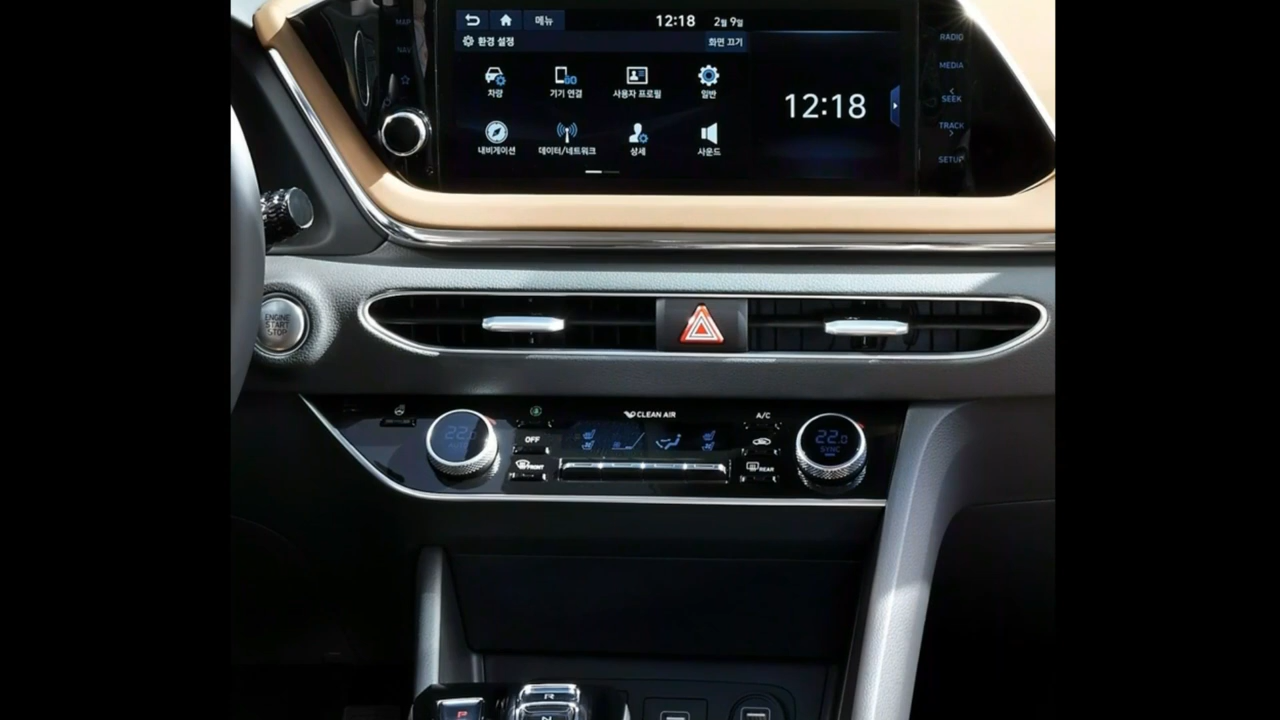 MAP
NAV
메뉴
12:18
2월 9일
환경 설정
화면 끄기
차량
기기 연결
사용자 프로필
일반
내비게이션
데이터/네트워크
상세
사운드
12:18
RADIO
MEDIA
SEEK
TRACK
SETUP
ENGINE
START
STOP
CLEAN AIR
A/C
OFF
FRONT
REAR
22.0
SYNC
R
N
P